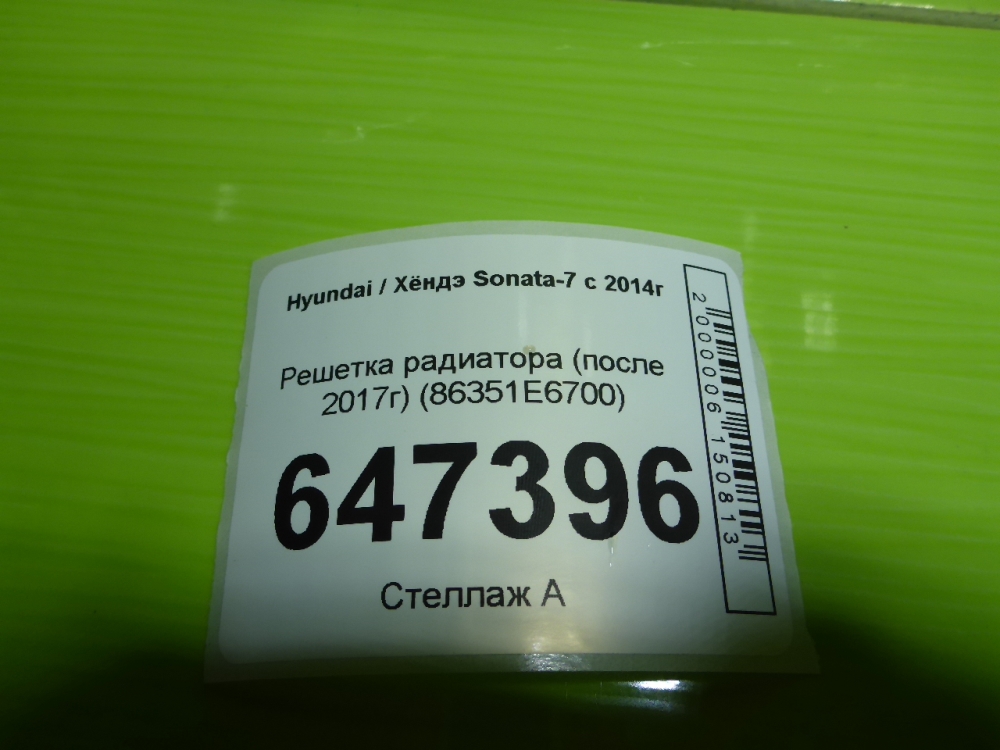 Hyundai / Хёндэ Sonata-7 с 2014г
Решетка радиатора (после
2017г) (86351E6700)
647396
Стеллаж А
2000006150813